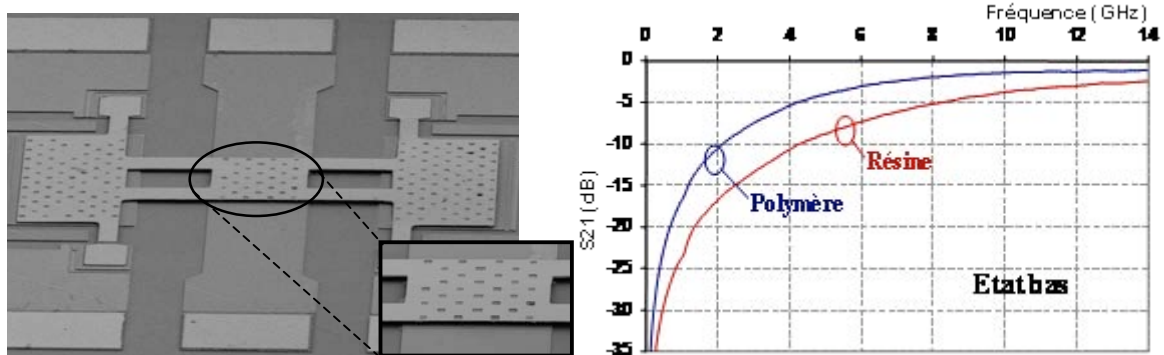 Fréquence (GHz)
0 2 4 6 8 10 12 14
0
-5
-10
-15
-20
-25
-30
-35
S21 (dB)
Polymère
Résine
Etat bas